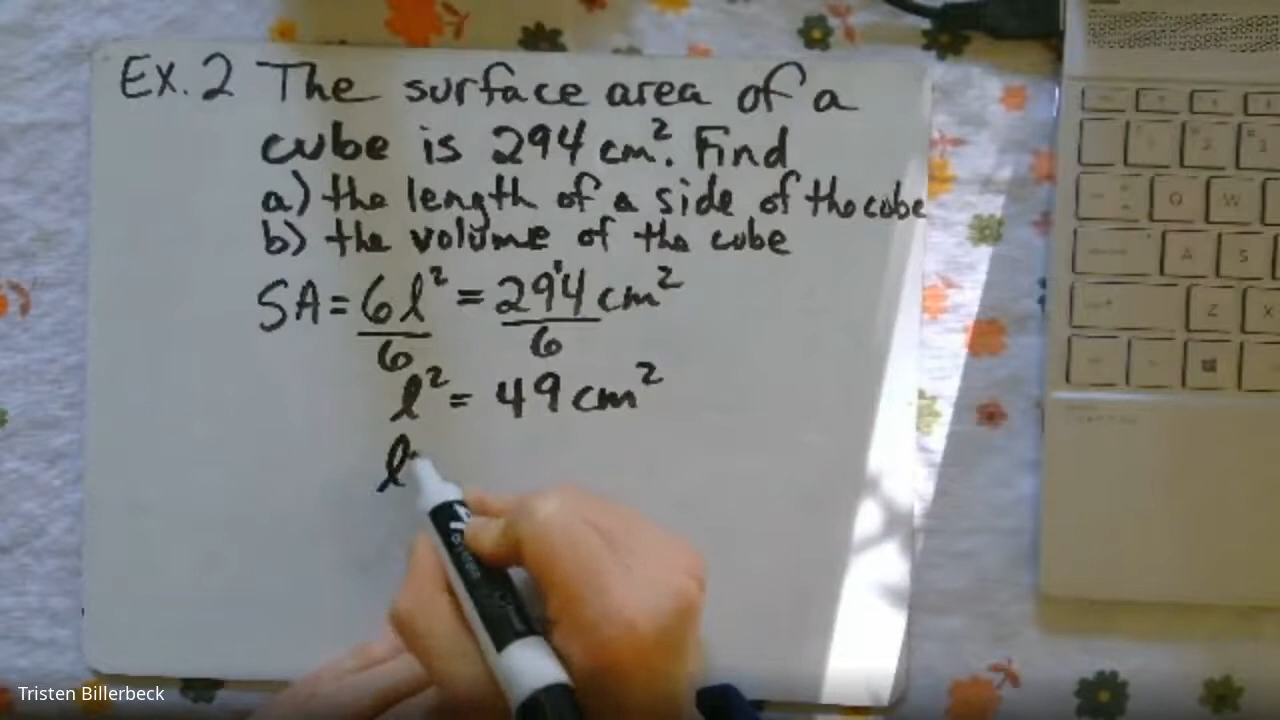 Ex. 2 The surface area of a
cube is 294 cm². Find
a) the length of a side of the cube
b) the volume of the cube
SA = 6l² = 294 cm²
6 6
l² = 49 cm²
l
Q W
A S
Z X
Tristen Billerbeck